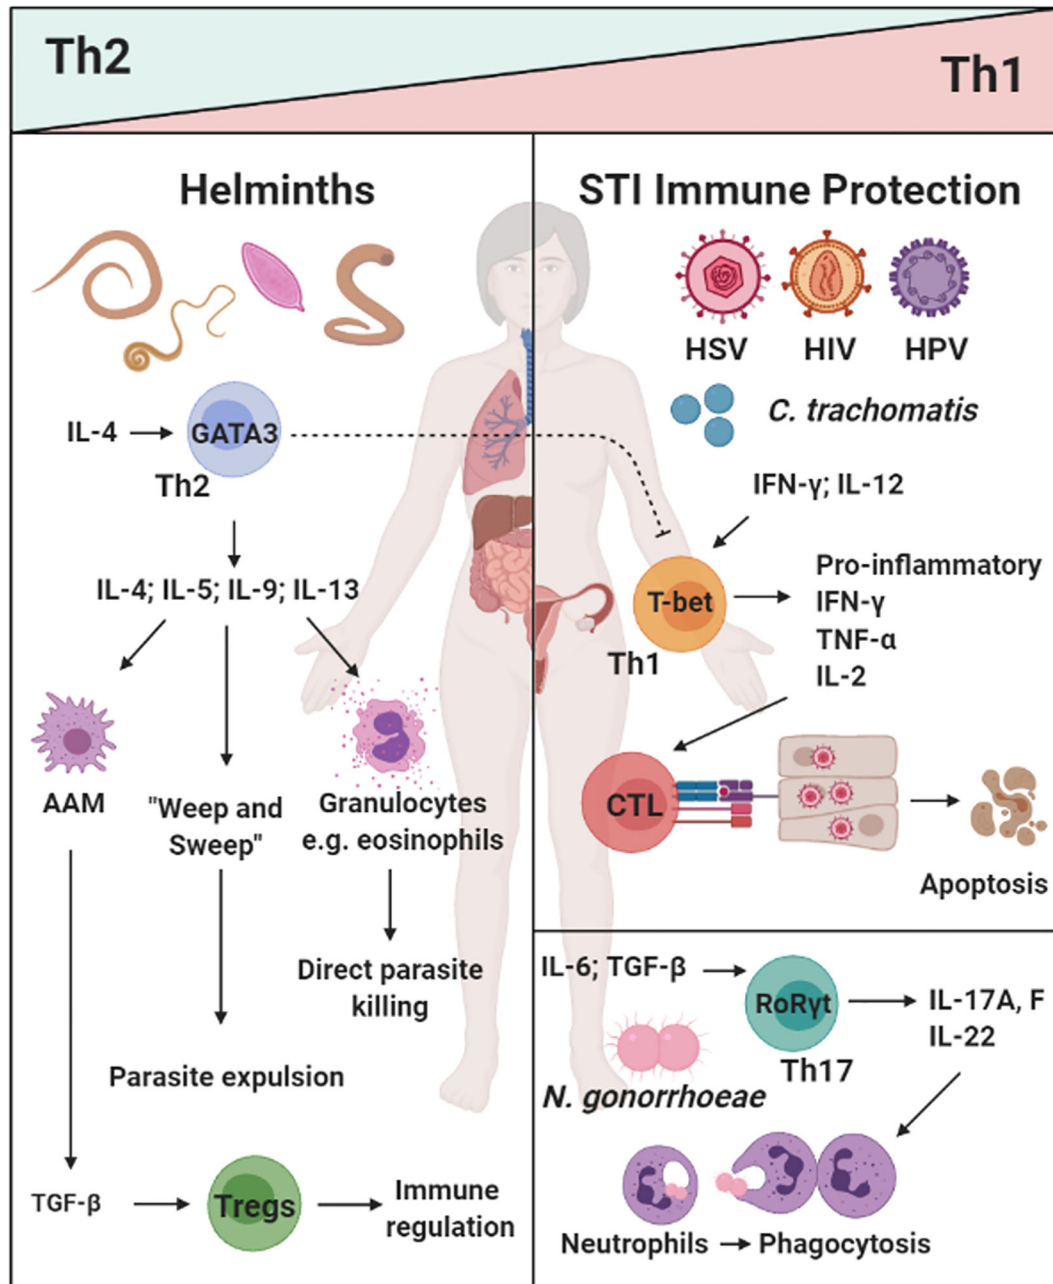 Th2
Th1
Helminths
IL-4
GATA3
Th2
IL-4; IL-5; IL-9; IL-13
AAM
"Weep and
Sweep"
Granulocytes
e.g. eosinophils
Direct parasite
killing
Parasite expulsion
TGF-β
Tregs
Immune
regulation
STI Immune Protection
HSV
HIV
HPV
C. trachomatis
IFN-γ; IL-12
T-bet
Th1
Pro-inflammatory
IFN-γ
TNF-α
IL-2
CTL
Apoptosis
IL-6; TGF-β
RoRγt
Th17
IL-17A, F
IL-22
N. gonorrhoeae
Neutrophils
Phagocytosis